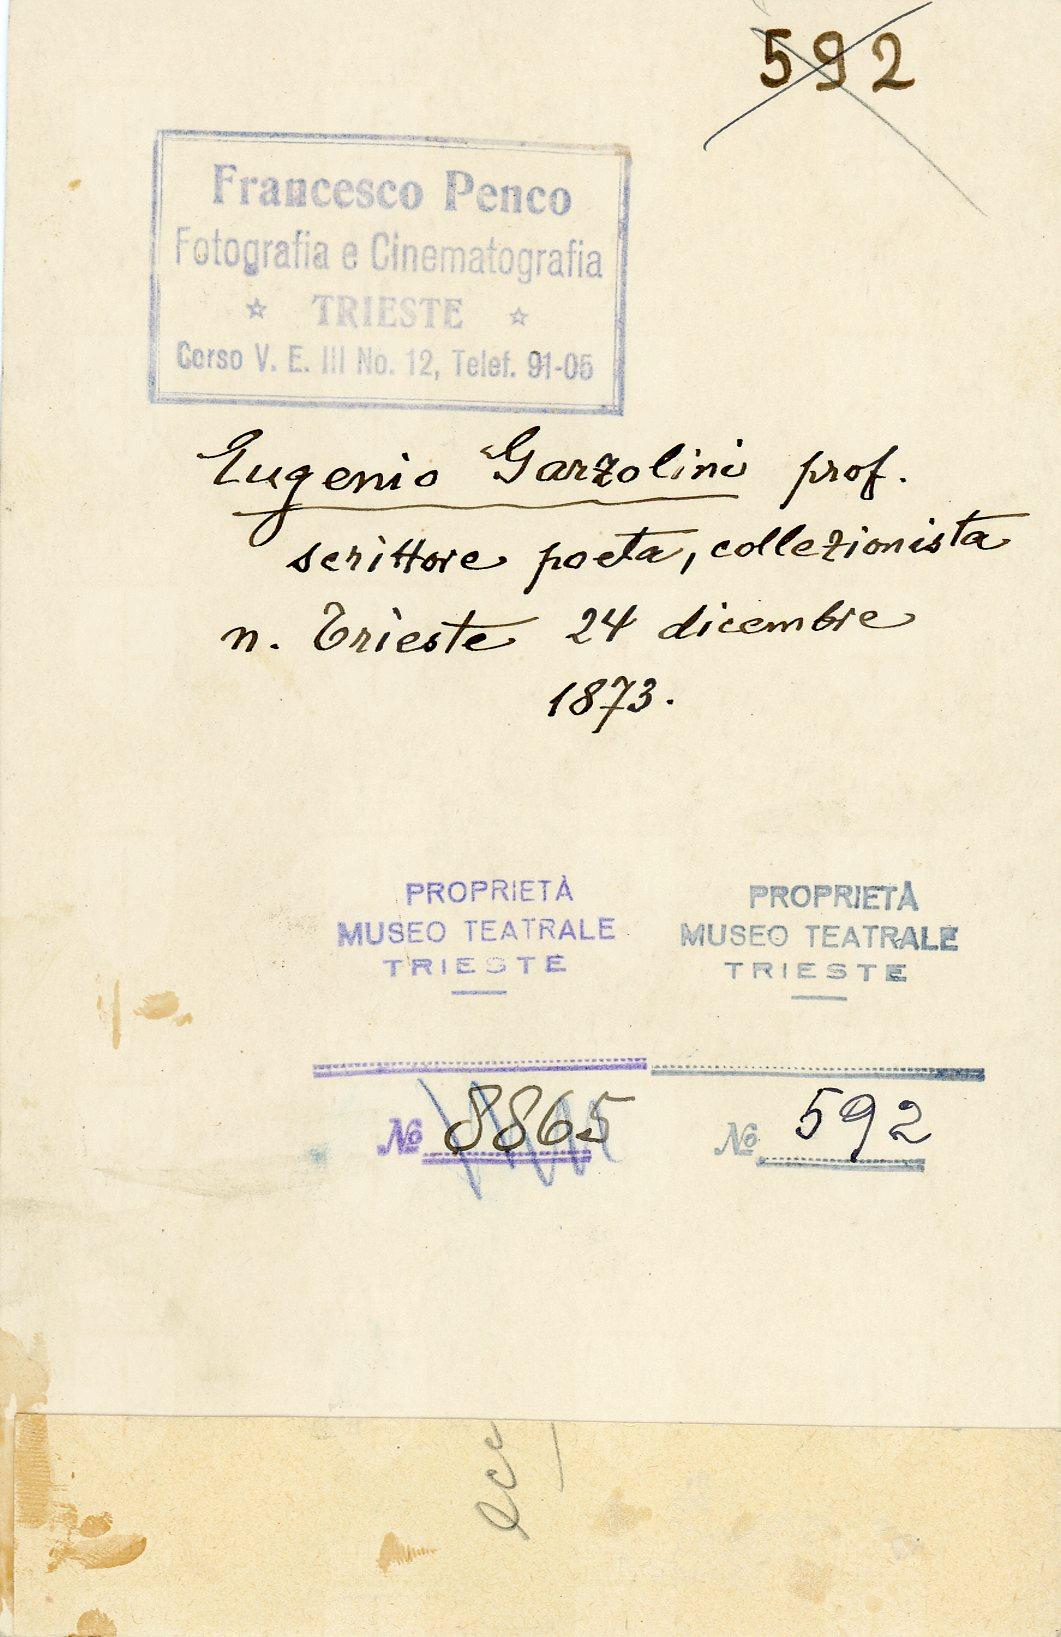 592
Francesco Penco
Fotografia e Cinematografia
☆ TRIESTE ☆
Corso V. E. III No. 12, Telef. 91-05
Eugenio Garzolini prof.
scrittore poeta, collezionista
n. Trieste 24 dicembre
1873.
PROPRIETÀ
MUSEO TEATRALE
TRIESTE
№ 8865
PROPRIETÀ
MUSEO TEATRALE
TRIESTE
№ 592